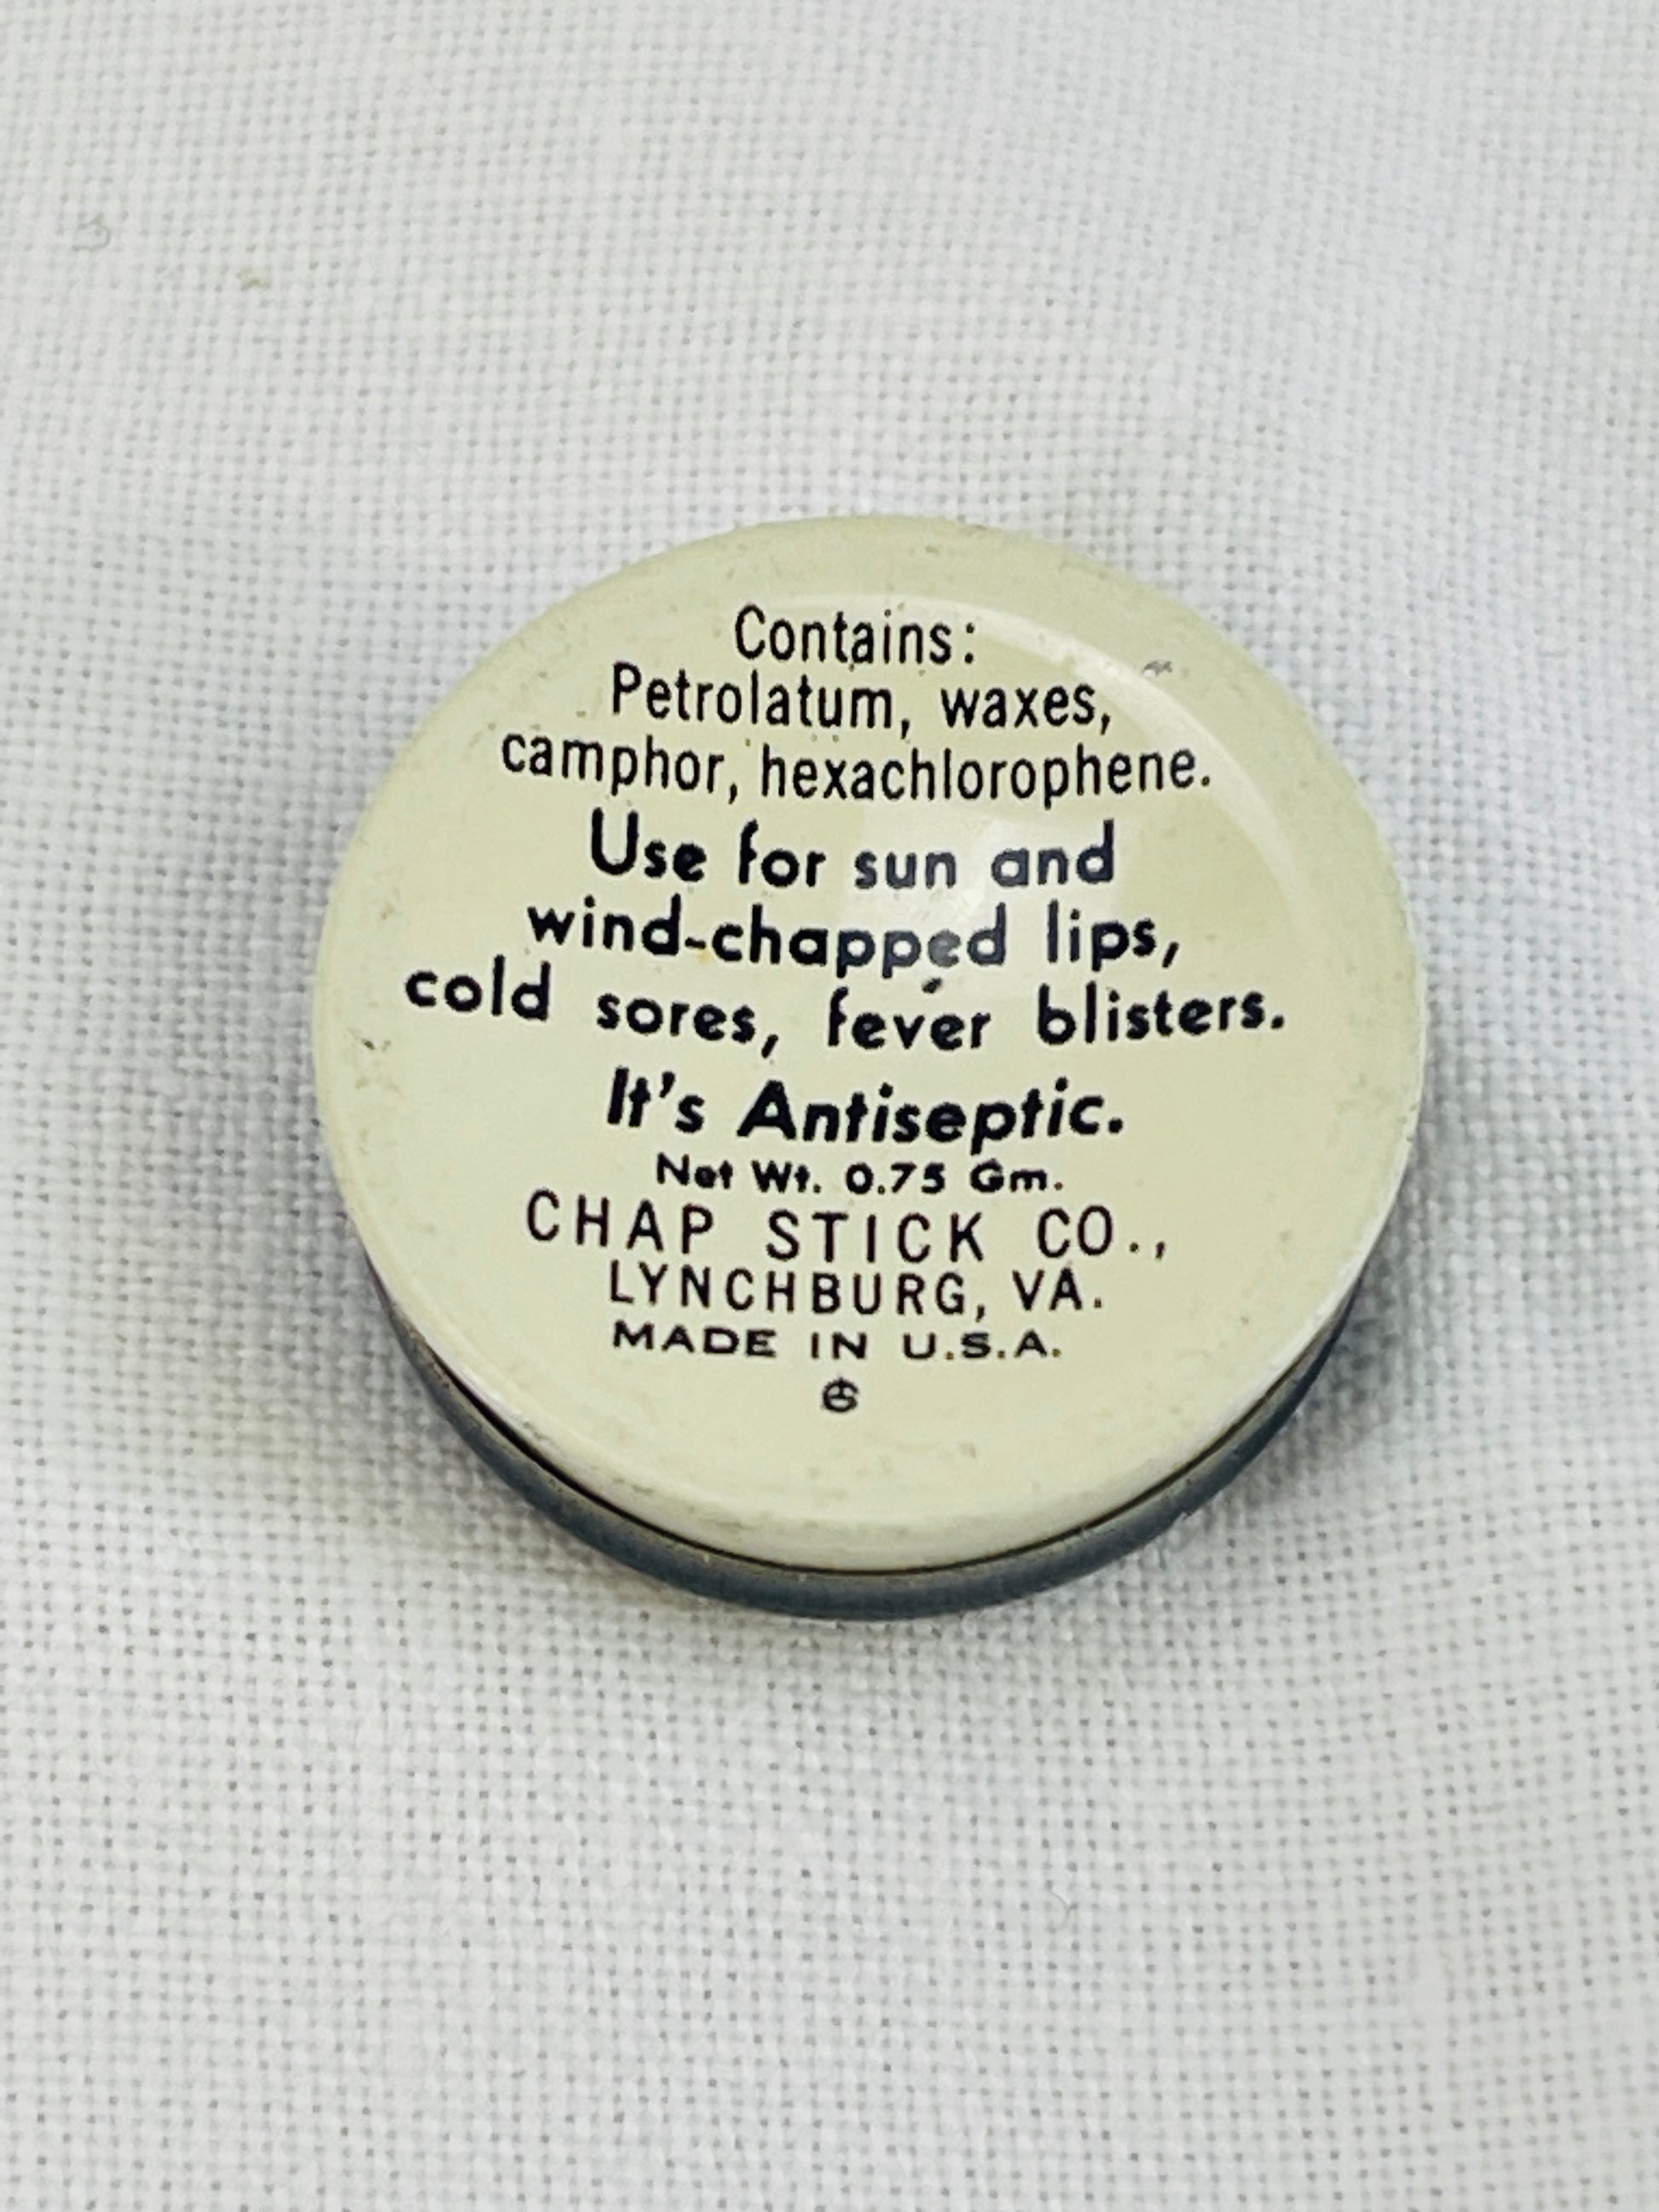 Contains:
Petrolatum, waxes,
camphor, hexachlorophene.
Use for sun and
wind-chapped lips,
cold sores, fever blisters.
It's Antiseptic.
Net Wt. 0.75 Gm.
CHAP STICK CO.,
LYNCHBURG, VA.
MADE IN U.S.A.